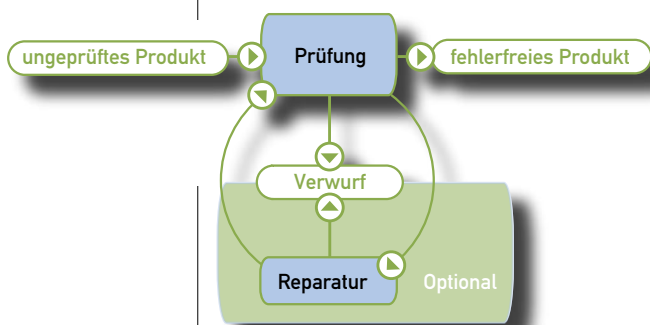 ungeprüftes Produkt
Prüfung
fehlerfreies Produkt
Verwurf
Reparatur
Optional